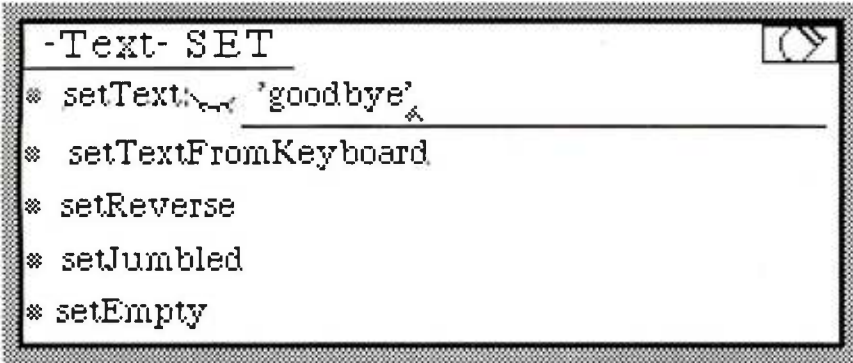 -Text- SET
setText: 'goodbye'
setTextFromKeyboard
setReverse
setJumbled
setEmpty